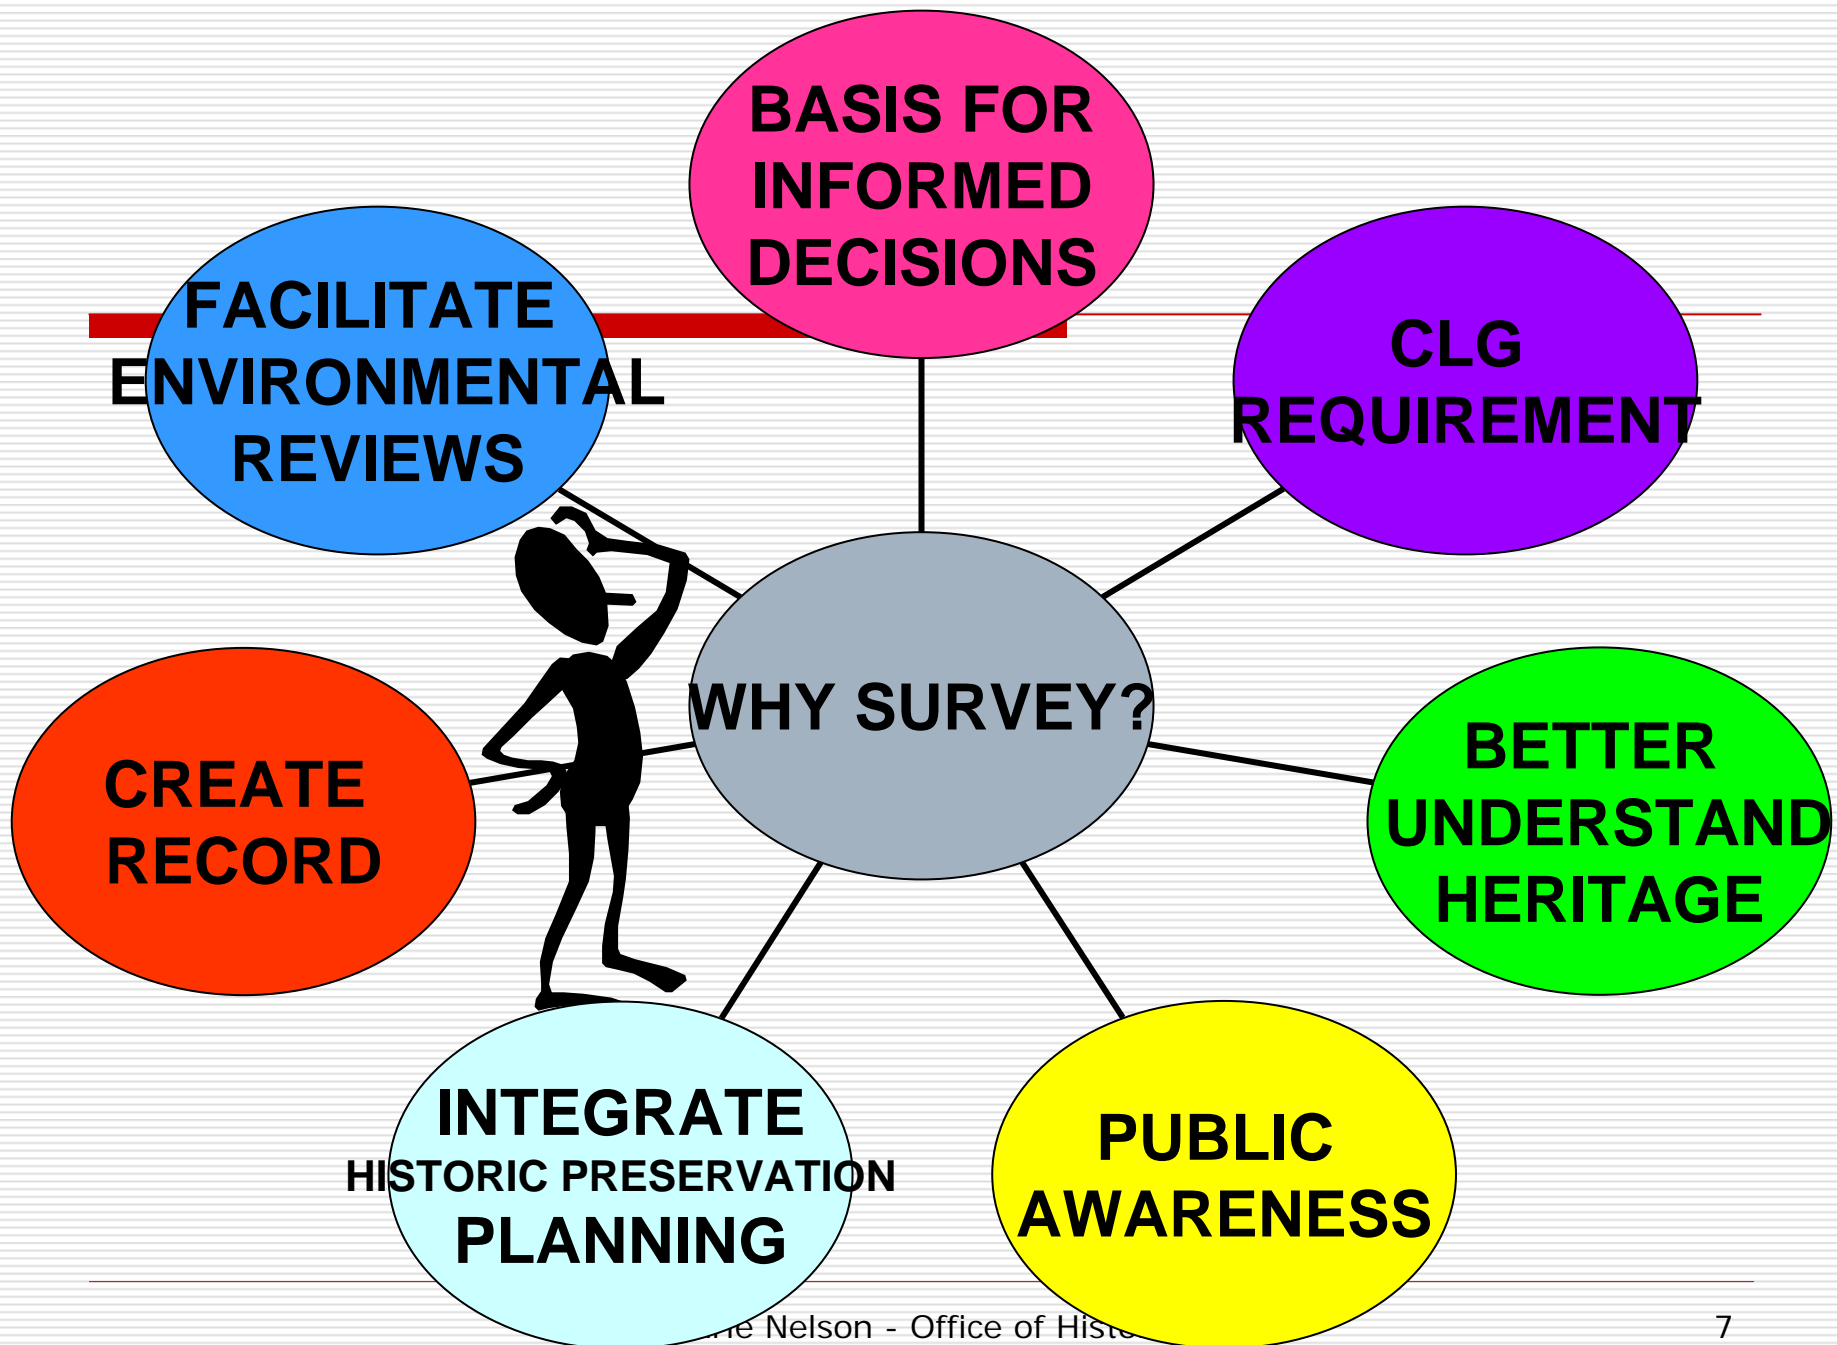 BASIS FOR
INFORMED
DECISIONS
FACILITATE
ENVIRONMENTAL
REVIEWS
CLG
REQUIREMENT
WHY SURVEY?
CREATE
RECORD
BETTER
UNDERSTAND
HERITAGE
INTEGRATE
HISTORIC PRESERVATION
PLANNING
PUBLIC
AWARENESS
Nelson - Office of
7